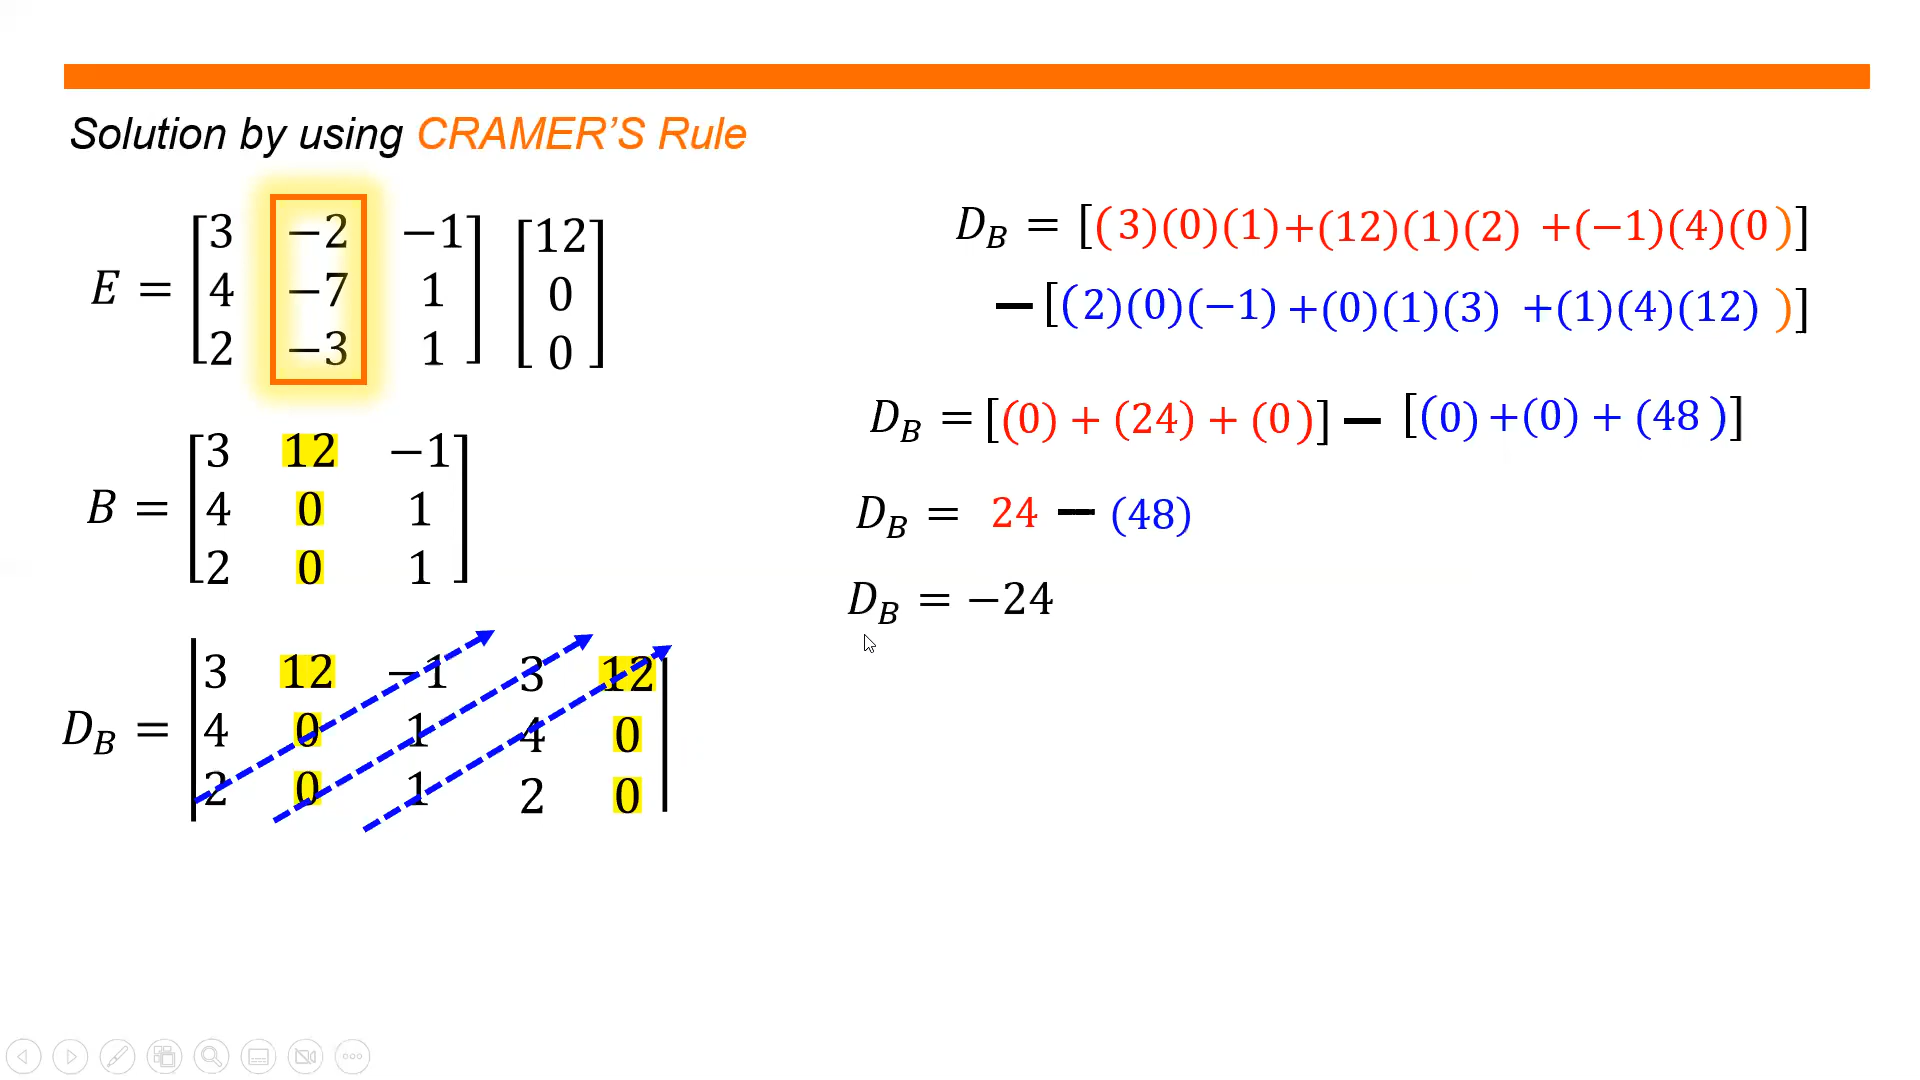 Solution by using CRAMER'S Rule
E = [3 −2 −1] [12]
[4 −7 1] [0]
[2 −3 1] [0]
B = [3 12 −1]
[4 0 1]
[2 0 1]
D_B = |3 12 −1 3 12|
|4 0 1 4 0|
|2 0 1 2 0|
D_B = [(3)(0)(1)+(12)(1)(2) +(−1)(4)(0)]
−[(2)(0)(−1)+(0)(1)(3) +(1)(4)(12))]
D_B = [(0) + (24) + (0)] − [(0) +(0) + (48)]
D_B = 24 − (48)
D_B = −24